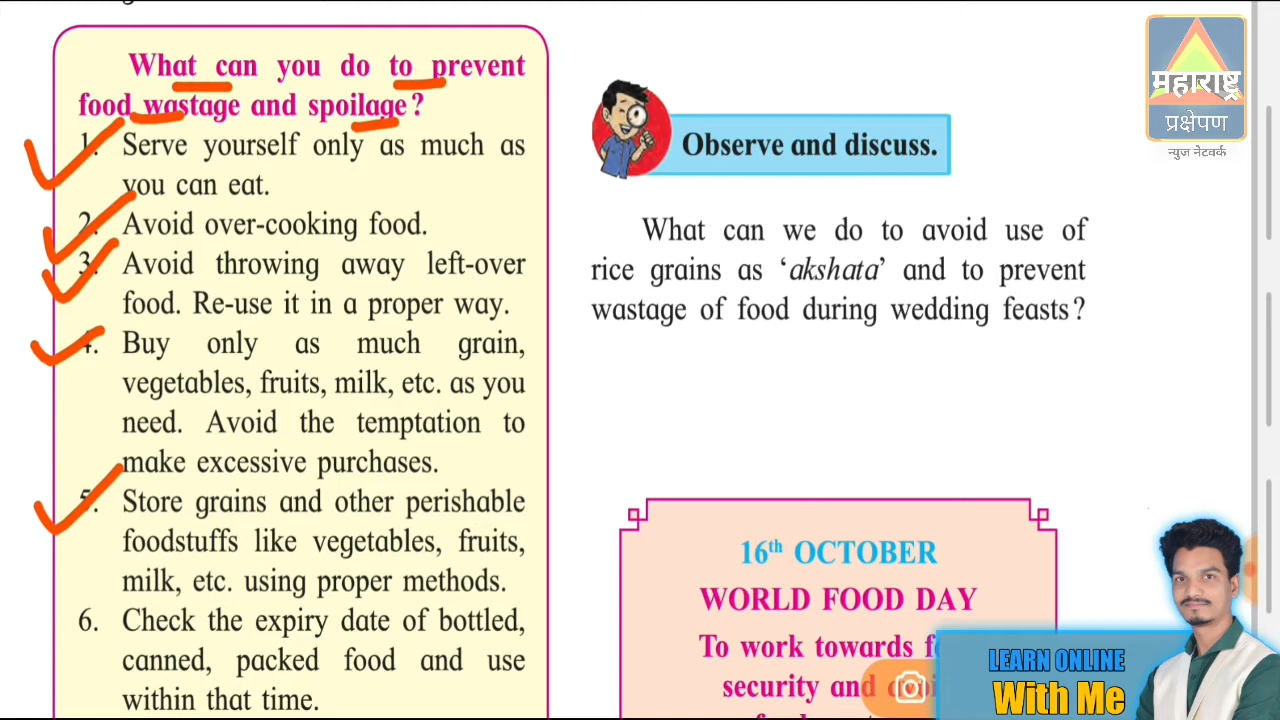 What can you do to prevent
food wastage and spoilage?
1. Serve yourself only as much as
you can eat.
2. Avoid over-cooking food.
3. Avoid throwing away left-over
food. Re-use it in a proper way.
4. Buy only as much grain,
vegetables, fruits, milk, etc. as you
need. Avoid the temptation to
make excessive purchases.
5. Store grains and other perishable
foodstuffs like vegetables, fruits,
milk, etc. using proper methods.
6. Check the expiry date of bottled,
canned, packed food and use
within that time.
Observe and discuss.
What can we do to avoid use of
rice grains as ‘akshata’ and to prevent
wastage of food during wedding feasts?
16th OCTOBER
WORLD FOOD DAY
To work towards
security and
महाराष्ट्र
प्रक्षेपण
न्युज नेटवर्क
LEARN ONLINE
With Me